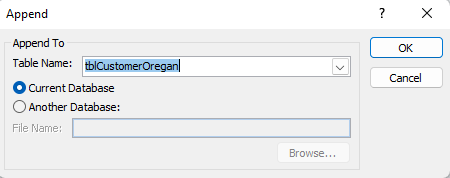 Append
?
Append To
Table Name:
tblCustomerOregan
OK
Current Database
Cancel
Another Database:
File Name:
Browse...